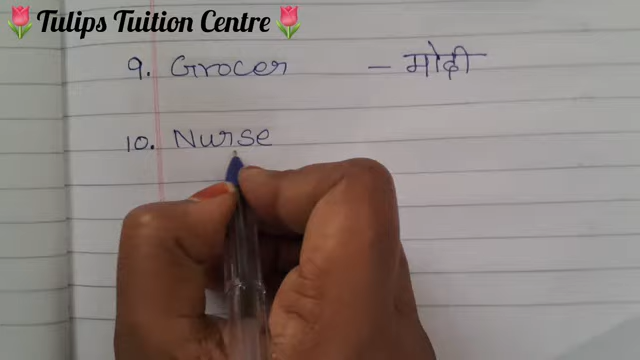 🌷Tulips Tuition Centre🌷
9. Grocer – मोदी
10. Nurse